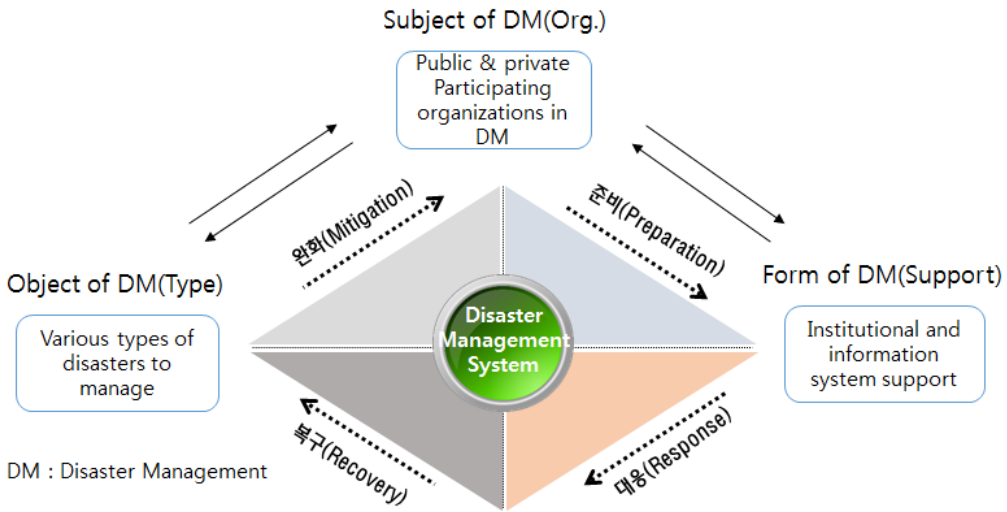 Subject of DM(Org.)
Public & private
Participating
organizations in
DM
완화(Mitigation)
준비(Preparation)
Object of DM(Type)
Various types of
disasters to
manage
Disaster
Management
System
Form of DM(Support)
Institutional and
information
system support
복구(Recovery)
대응(Response)
DM : Disaster Management